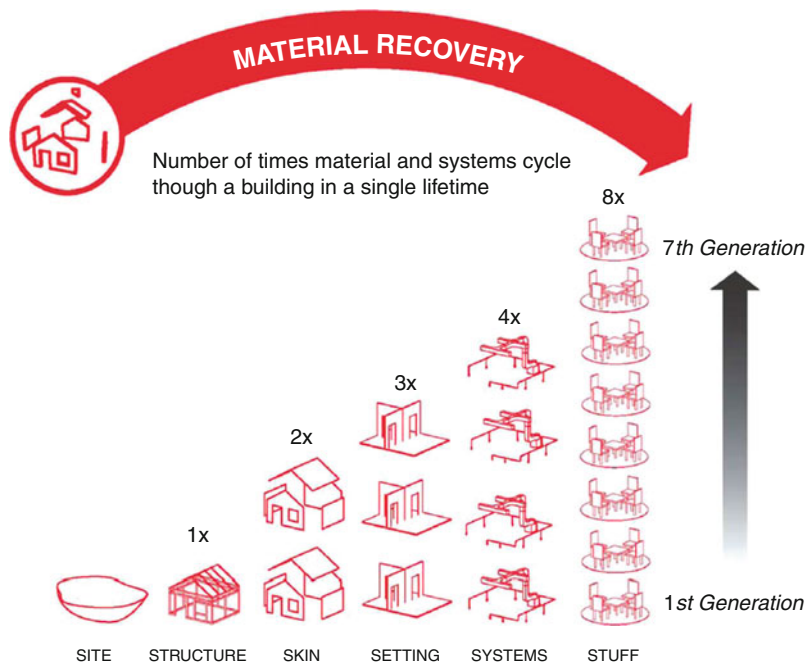 MATERIAL RECOVERY
Number of times material and systems cycle
though a building in a single lifetime
8x
7th Generation
4x
3x
2x
1x
1st Generation
SITE STRUCTURE SKIN SETTING SYSTEMS STUFF